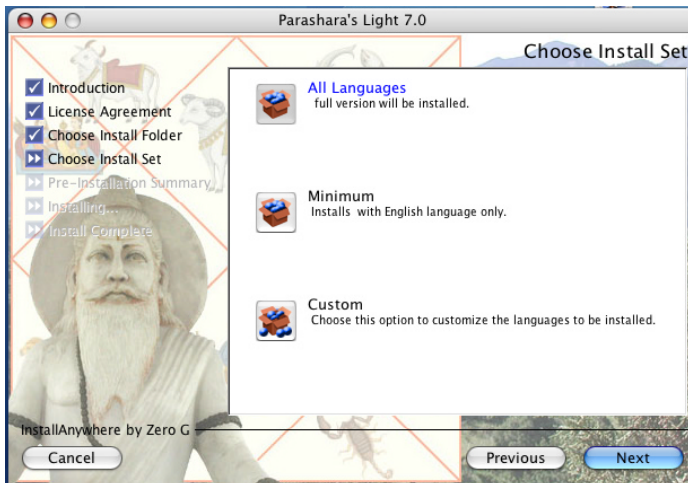 Parashara's Light 7.0
Choose Install Set
Introduction
License Agreement
Choose Install Folder
Choose Install Set
Pre-Installation Summary
Installing...
Install Complete
All Languages
full version will be installed.
Minimum
Installs with English language only.
Custom
Choose this option to customize the languages to be installed.
InstallAnywhere by Zero G
Cancel
Previous
Next